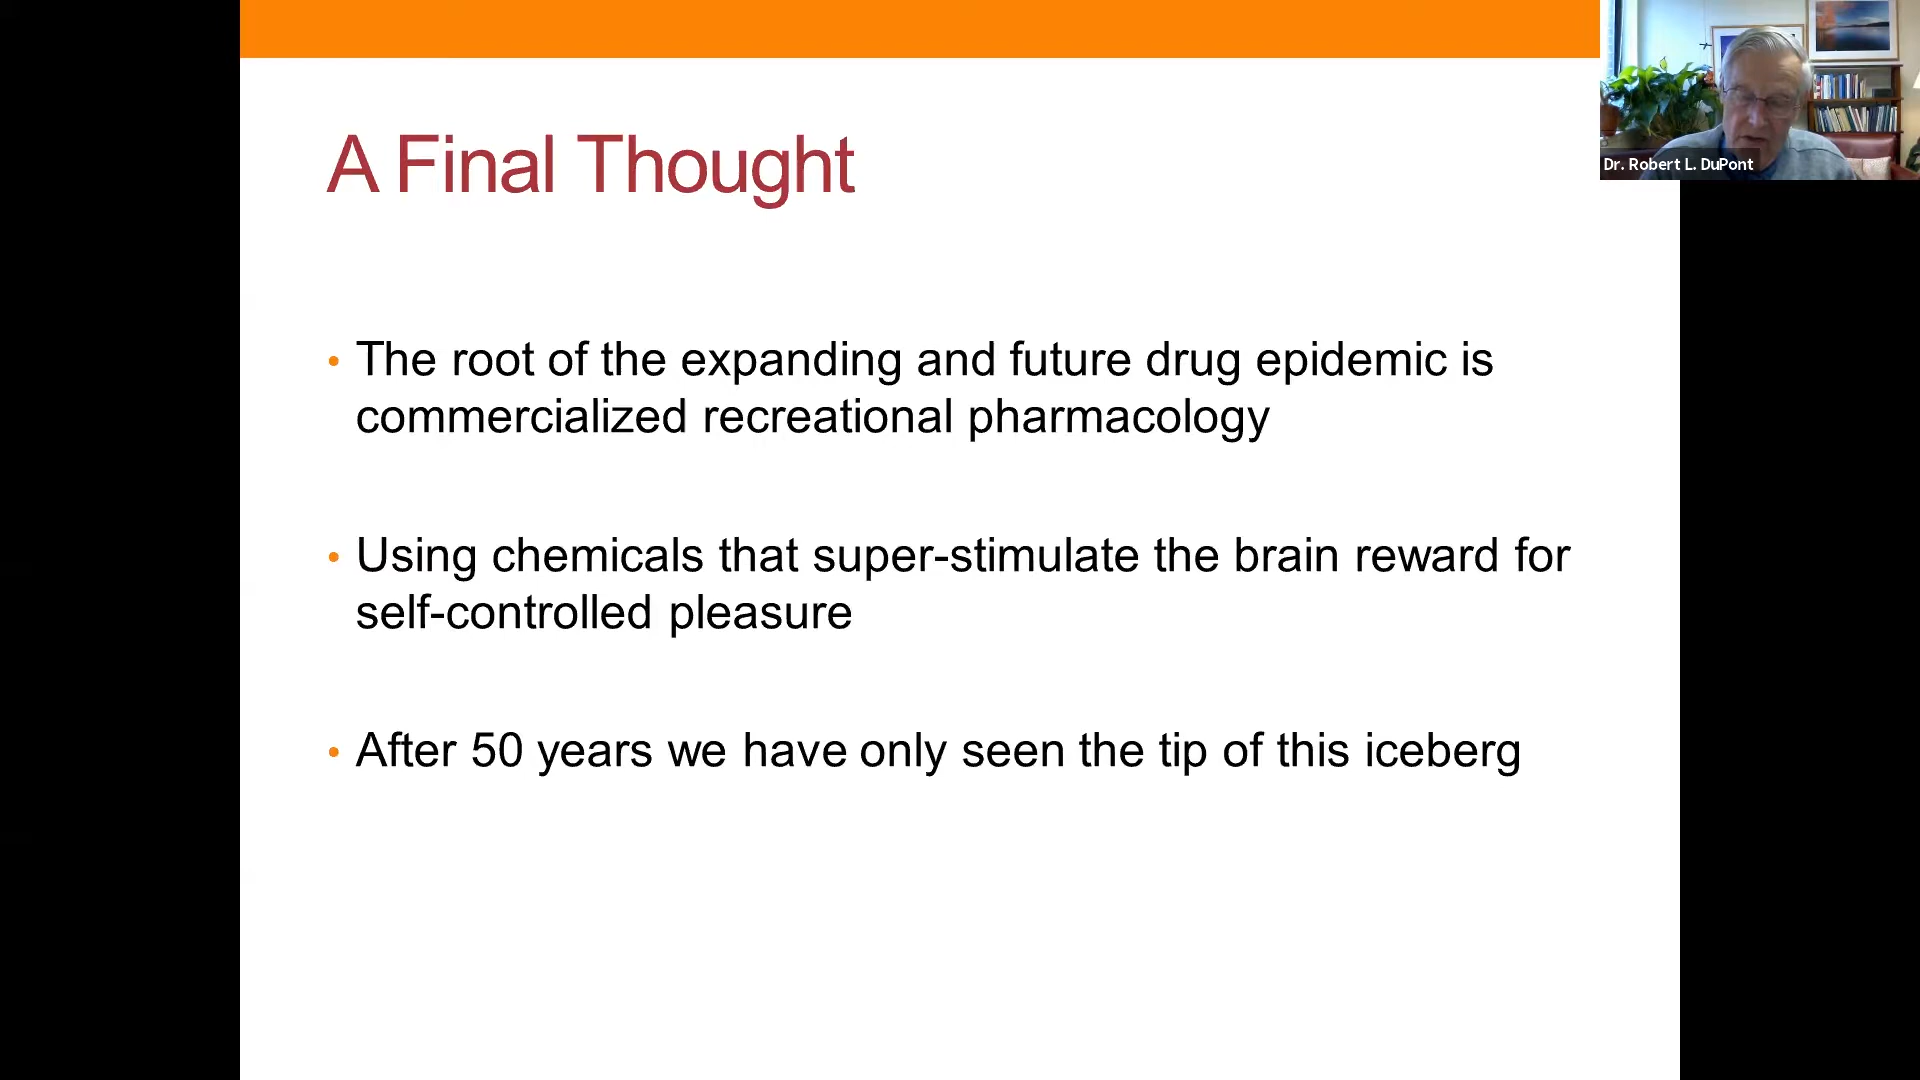 A Final Thought
• The root of the expanding and future drug epidemic is
commercialized recreational pharmacology
• Using chemicals that super-stimulate the brain reward for
self-controlled pleasure
• After 50 years we have only seen the tip of this iceberg
Dr. Robert L. DuPont